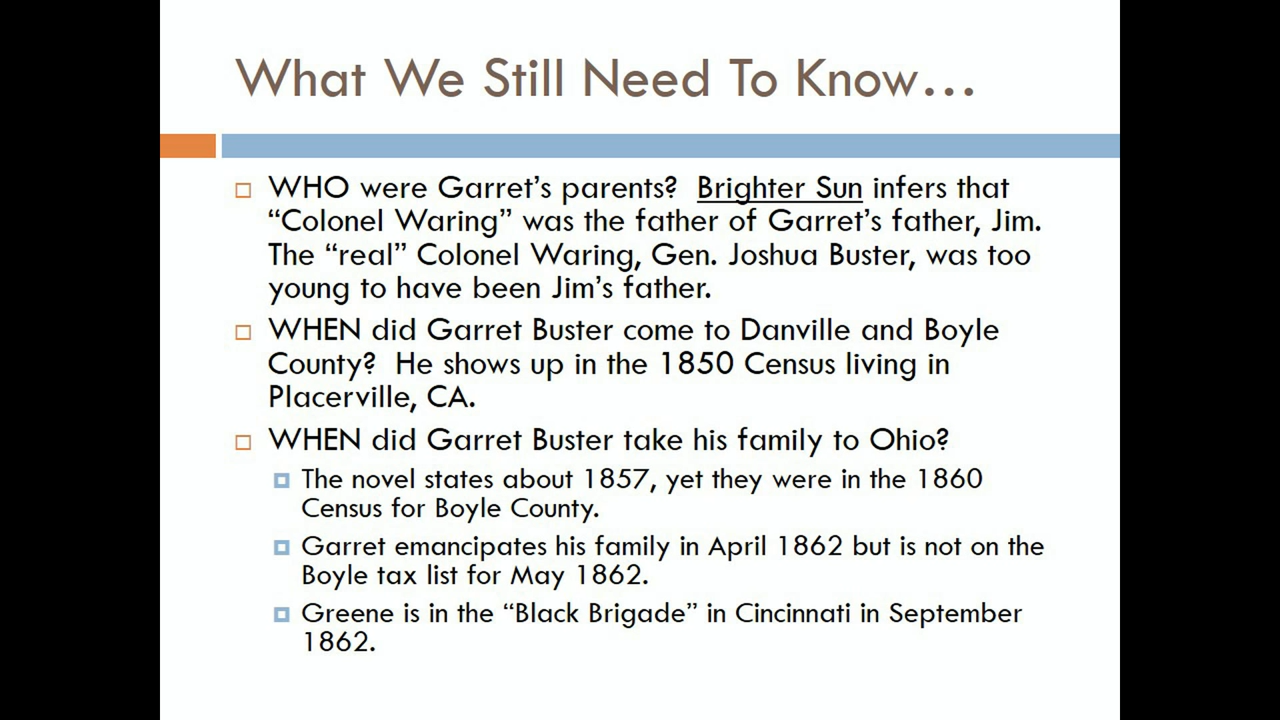 What We Still Need To Know…
WHO were Garret’s parents?  Brighter Sun infers that
“Colonel Waring” was the father of Garret’s father, Jim.
The “real” Colonel Waring, Gen. Joshua Buster, was too
young to have been Jim’s father.
WHEN did Garret Buster come to Danville and Boyle
County?  He shows up in the 1850 Census living in
Placerville, CA.
WHEN did Garret Buster take his family to Ohio?
The novel states about 1857, yet they were in the 1860
Census for Boyle County.
Garret emancipates his family in April 1862 but is not on the
Boyle tax list for May 1862.
Greene is in the “Black Brigade” in Cincinnati in September
1862.